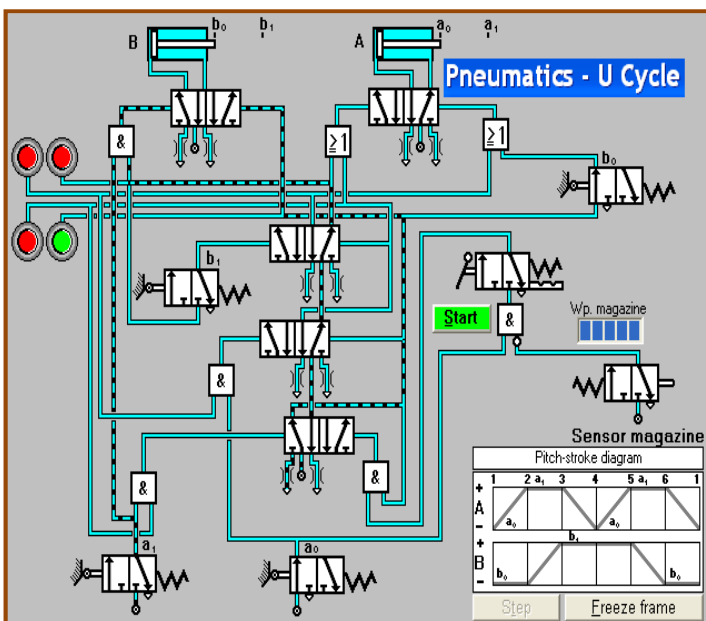 b₀ b₁ a₀ a₁
B A
Pneumatics - U Cycle
& ≥1 ≥1
b₀
b₁
Start & Wp. magazine
&
Sensor magazine
&
&
a₁ a₀
Pitch-stroke diagram
1 2 a₁ 3 4 5 a₁ 6 1
+
A
- a₀ a₀
+ b₁
B
- b₀ b₀
Step Freeze frame